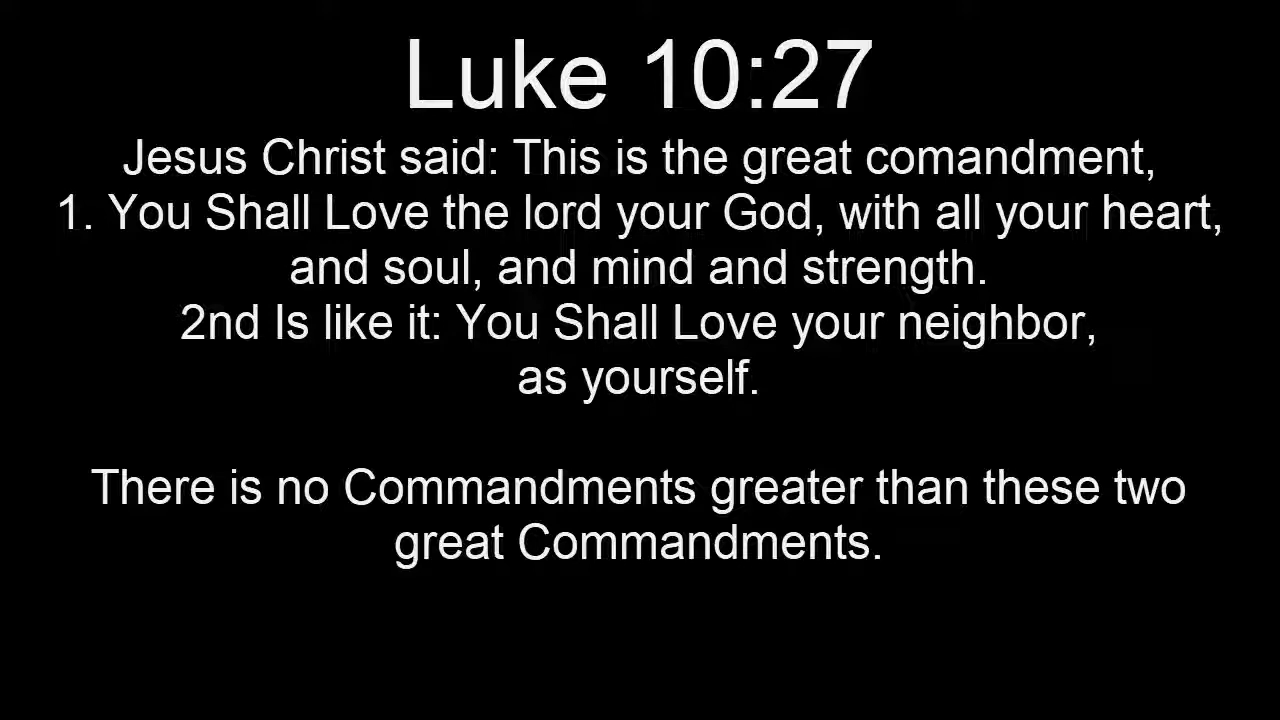 Luke 10:27
Jesus Christ said: This is the great comandment,
1. You Shall Love the lord your God, with all your heart,
and soul, and mind and strength.
2nd Is like it: You Shall Love your neighbor,
as yourself.
There is no Commandments greater than these two
great Commandments.